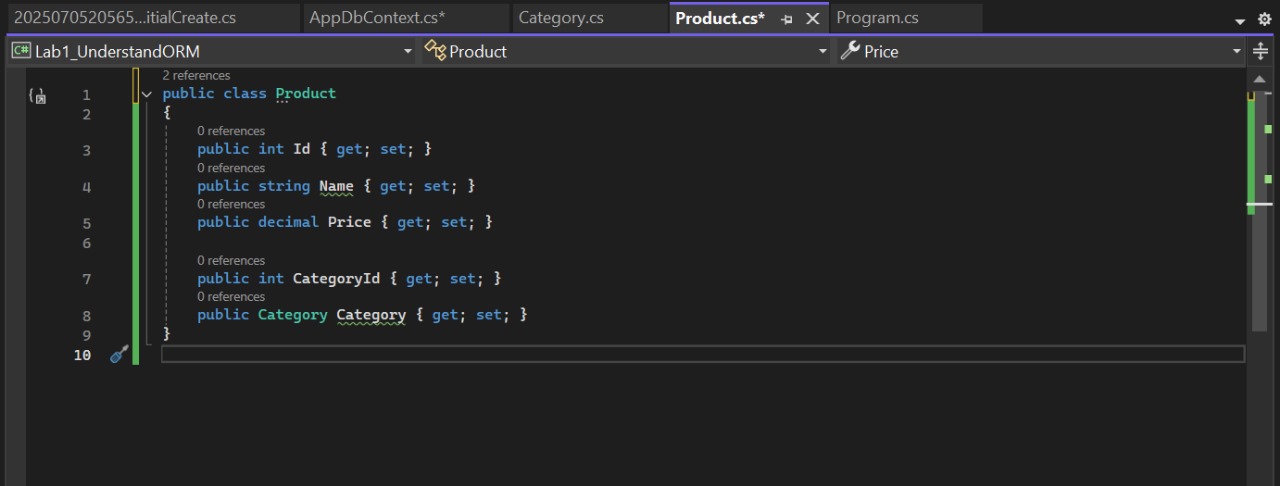 2025070520565...itialCreate.cs AppDbContext.cs* Category.cs Product.cs* Program.cs
C# Lab1_UnderstandORM Product Price
2 references
1 public class Product
2 {
0 references
3 public int Id { get; set; }
0 references
4 public string Name { get; set; }
0 references
5 public decimal Price { get; set; }
6
0 references
7 public int CategoryId { get; set; }
0 references
8 public Category Category { get; set; }
9 }
10